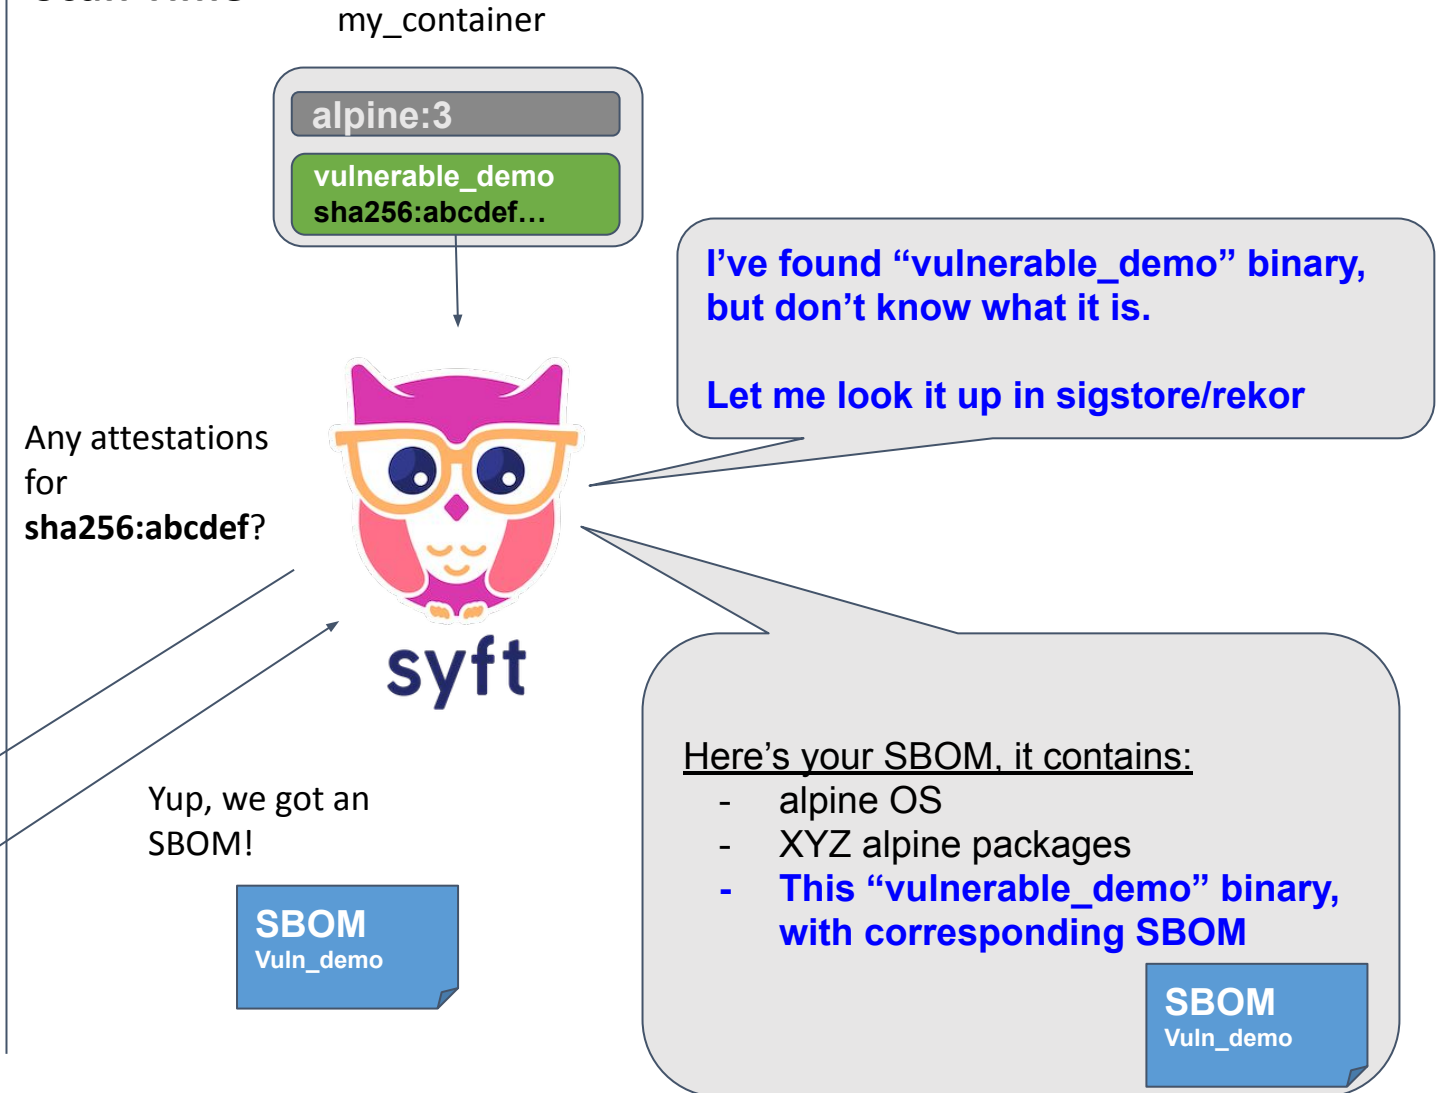 my_container
alpine:3
vulnerable_demo
sha256:abcdef…
I’ve found “vulnerable_demo” binary,
but don’t know what it is.
Let me look it up in sigstore/rekor
Any attestations
for
sha256:abcdef?
syft
Yup, we got an
SBOM!
SBOM
Vuln_demo
Here’s your SBOM, it contains:
- alpine OS
- XYZ alpine packages
- This “vulnerable_demo” binary,
with corresponding SBOM
SBOM
Vuln_demo